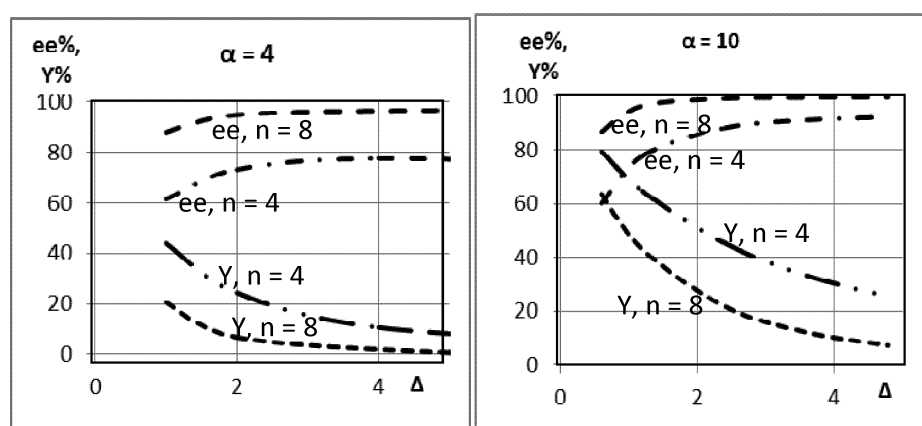 ee%,
Y%
α = 4
100
80
60
40
20
0
0
2
4
Δ
ee, n = 8
ee, n = 4
Y, n = 4
Y, n = 8
ee%,
Y%
α = 10
100
80
60
40
20
0
0
2
4
Δ
ee, n = 8
ee, n = 4
Y, n = 4
Y, n = 8